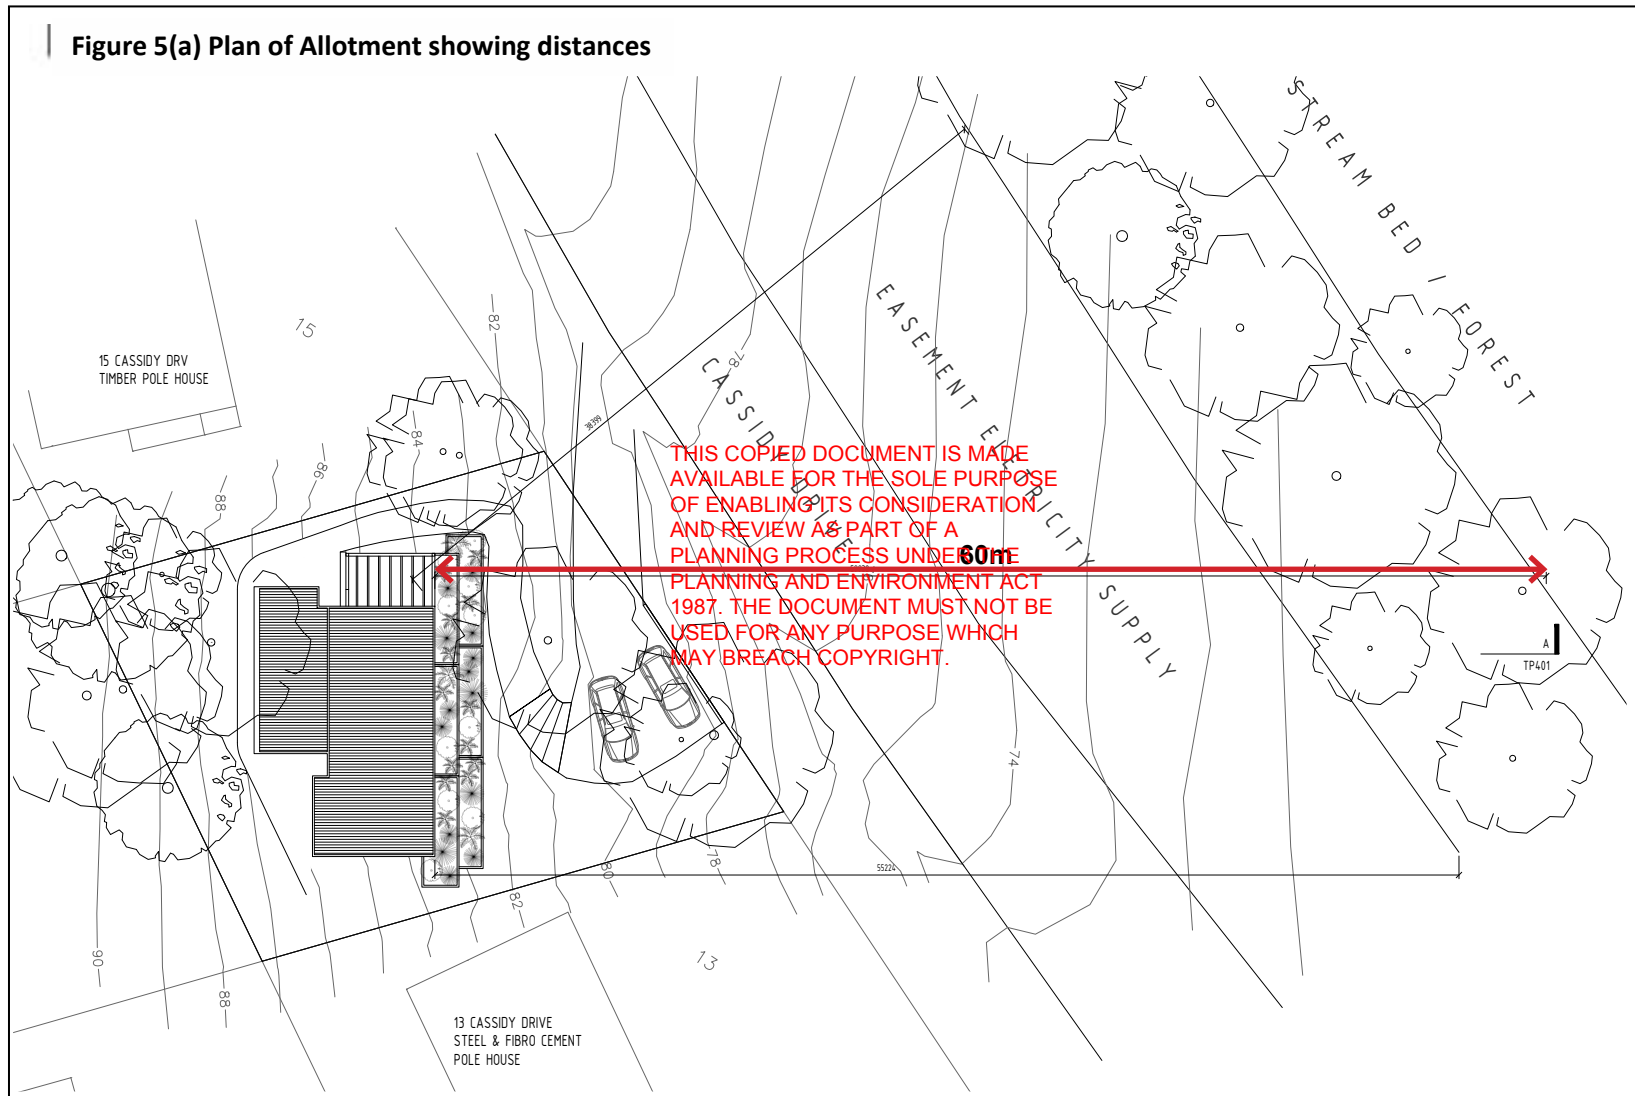 Figure 5(a) Plan of Allotment showing distances
STREAM BED / FOREST
15
15 CASSIDY DRV
TIMBER POLE HOUSE
82
78
CASSIDY DRIVE
EASEMENT ELECTRICITY SUPPLY
38399
84
86
88
THIS COPIED DOCUMENT IS MADE
AVAILABLE FOR THE SOLE PURPOSE
OF ENABLING ITS CONSIDERATION
AND REVIEW AS PART OF A
PLANNING PROCESS UNDER THE
PLANNING AND ENVIRONMENT ACT
1987. THE DOCUMENT MUST NOT BE
USED FOR ANY PURPOSE WHICH
MAY BREACH COPYRIGHT.
60m
A
TP401
74
80
78
55224
82
90
88
13
13 CASSIDY DRIVE
STEEL & FIBRO CEMENT
POLE HOUSE